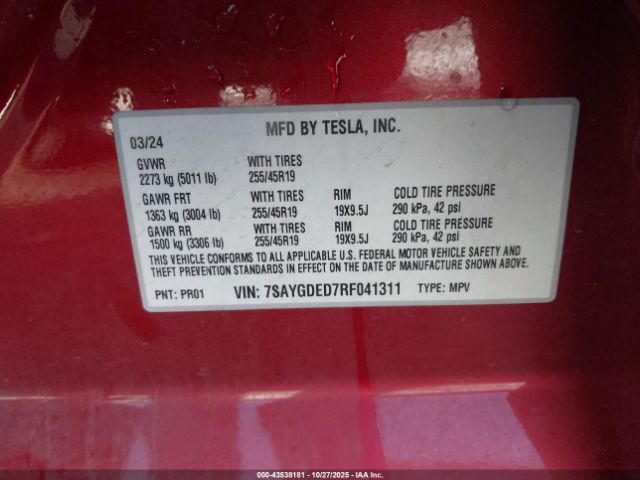 MFD BY TESLA, INC.
03/24
GVWR WITH TIRES
2273 kg (5011 lb) 255/45R19
GAWR FRT WITH TIRES RIM COLD TIRE PRESSURE
1363 kg (3004 lb) 255/45R19 19X9.5J 290 kPa, 42 psi
GAWR RR WITH TIRES RIM COLD TIRE PRESSURE
1500 kg (3306 lb) 255/45R19 19X9.5J 290 kPa, 42 psi
THIS VEHICLE CONFORMS TO ALL APPLICABLE U.S. FEDERAL MOTOR VEHICLE SAFETY AND
THEFT PREVENTION STANDARDS IN EFFECT ON THE DATE OF MANUFACTURE SHOWN ABOVE.
PNT: PR01 VIN: 7SAYGDED7RF041311 TYPE: MPV
000-43538181 - 10/27/2025 - IAA Inc.